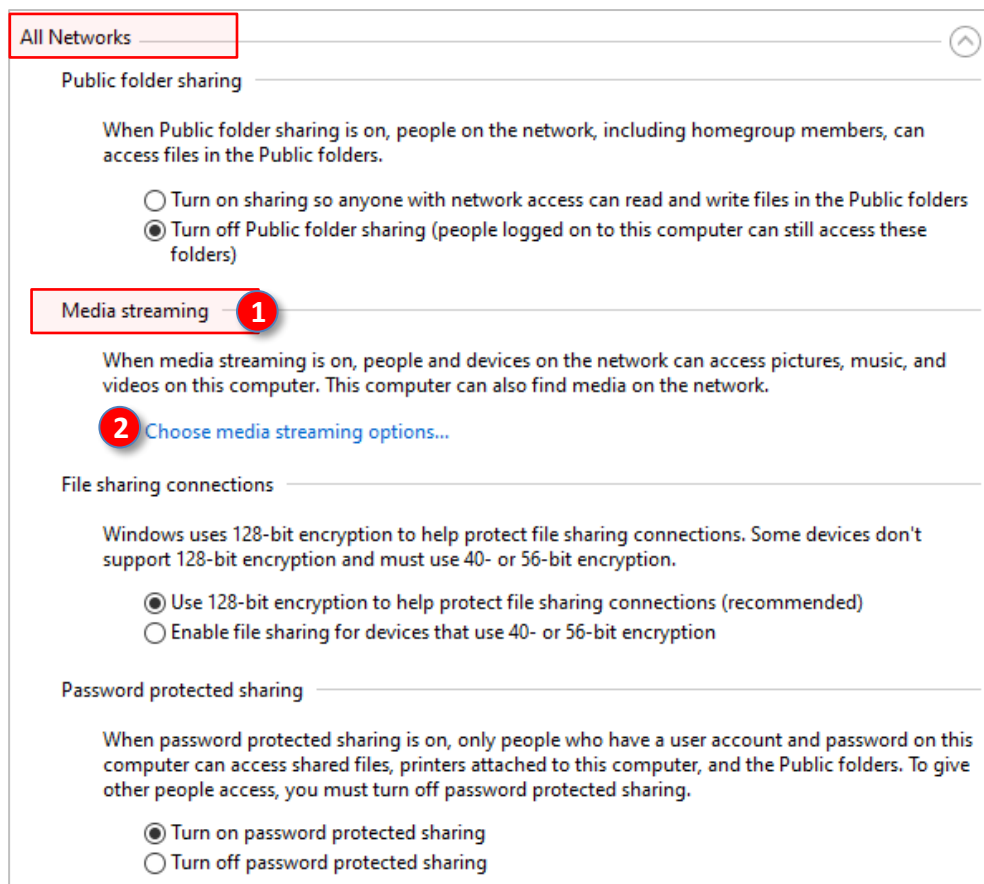 All Networks
Public folder sharing
When Public folder sharing is on, people on the network, including homegroup members, can
access files in the Public folders.
Turn on sharing so anyone with network access can read and write files in the Public folders
Turn off Public folder sharing (people logged on to this computer can still access these
folders)
Media streaming 1
When media streaming is on, people and devices on the network can access pictures, music, and
videos on this computer. This computer can also find media on the network.
2 Choose media streaming options...
File sharing connections
Windows uses 128-bit encryption to help protect file sharing connections. Some devices don't
support 128-bit encryption and must use 40- or 56-bit encryption.
Use 128-bit encryption to help protect file sharing connections (recommended)
Enable file sharing for devices that use 40- or 56-bit encryption
Password protected sharing
When password protected sharing is on, only people who have a user account and password on this
computer can access shared files, printers attached to this computer, and the Public folders. To give
other people access, you must turn off password protected sharing.
Turn on password protected sharing
Turn off password protected sharing